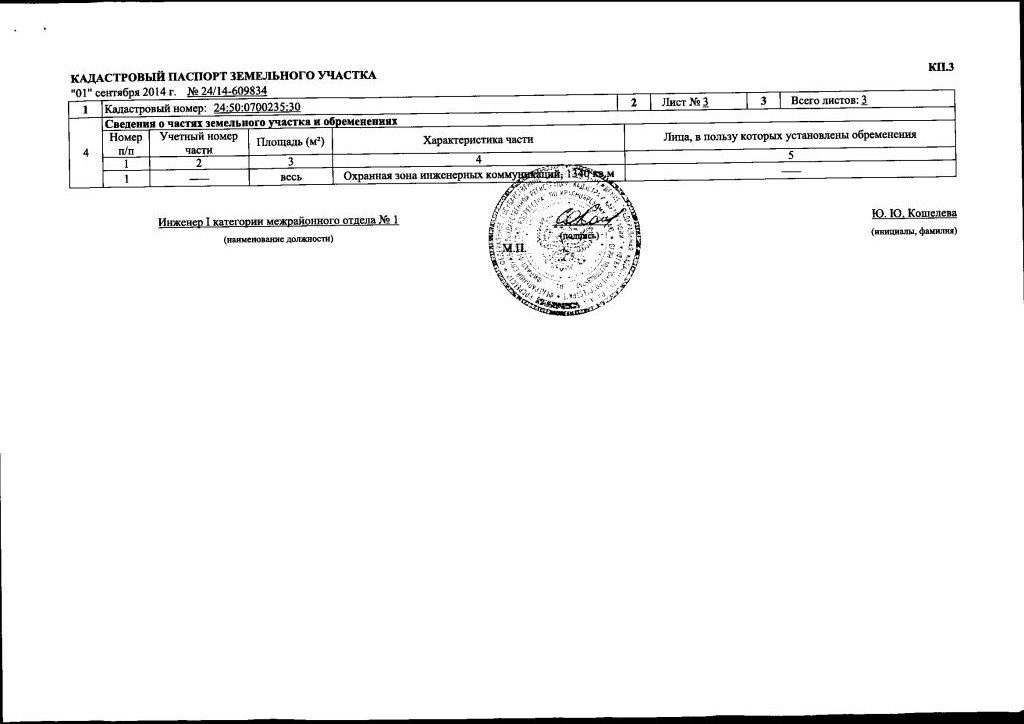 КП.3
КАДАСТРОВЫЙ ПАСПОРТ ЗЕМЕЛЬНОГО УЧАСТКА
"01" сентября 2014 г. № 24/14-609834
1 Кадастровый номер: 24:50:0700235:30 2 Лист № 3 3 Всего листов: 3
4 Сведения о частях земельного участка и обременениях
Номер п/п Учетный номер части Площадь (м²) Характеристика части Лица, в пользу которых установлены обременения
1 2 3 4 5
1 — весь Охранная зона инженерных коммуникаций, 1340 кв.м —
Инженер I категории межрайонного отдела № 1 Ю. Ю. Кощелева
(наименование должности) (подпись) (инициалы, фамилия)
М.П.